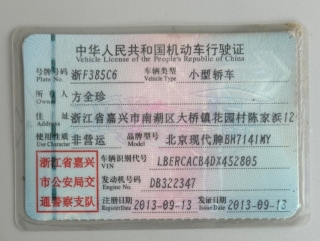 中华人民共和国机动车行驶证
Vehicle License of the People's Republic of China
号牌号码 浙F385C6 车辆类型 小型轿车
Plate No. Vehicle Type
所有人 方全珍
Owner
住址 浙江省嘉兴市南湖区大桥镇花园村陈家浜12
Address
使用性质 非营运 品牌型号 北京现代牌BH7141MY
Use Character Model
浙江省嘉兴
市公安局交
通警察支队
车辆识别代号 LBERCACB4DX452805
VIN
发动机号码 DB322347
Engine No.
注册日期 2013-09-13 发证日期 2013-09-13
Register Date Issue Date